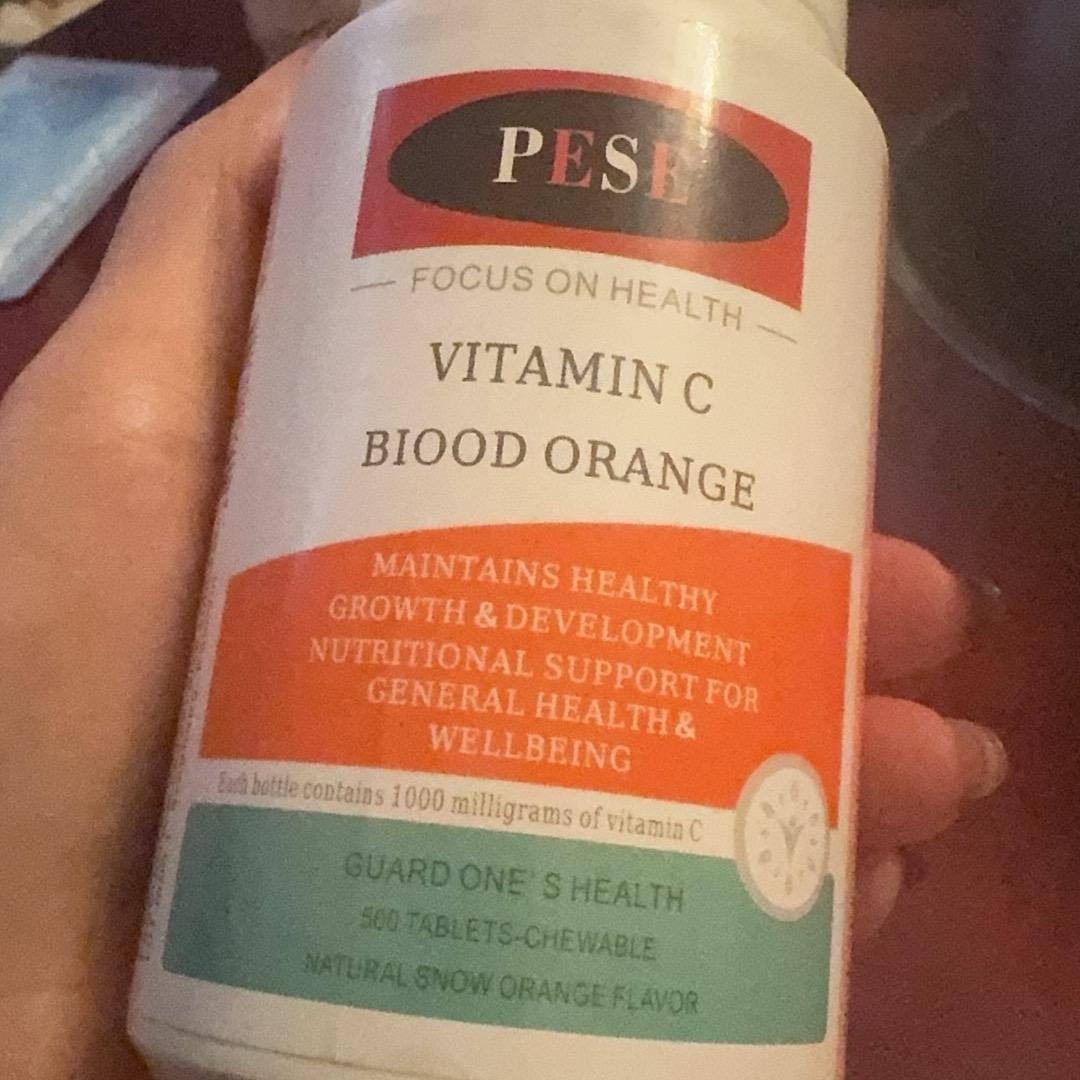 PESE
— FOCUS ON HEALTH —
VITAMIN C
BIOOD ORANGE
MAINTAINS HEALTHY
GROWTH & DEVELOPMENT
NUTRITIONAL SUPPORT FOR
GENERAL HEALTH &
WELLBEING
Each bottle contains 1000 milligrams of vitamin C
GUARD ONE' S HEALTH
500 TABLETS-CHEWABLE
NATURAL SNOW ORANGE FLAVOR